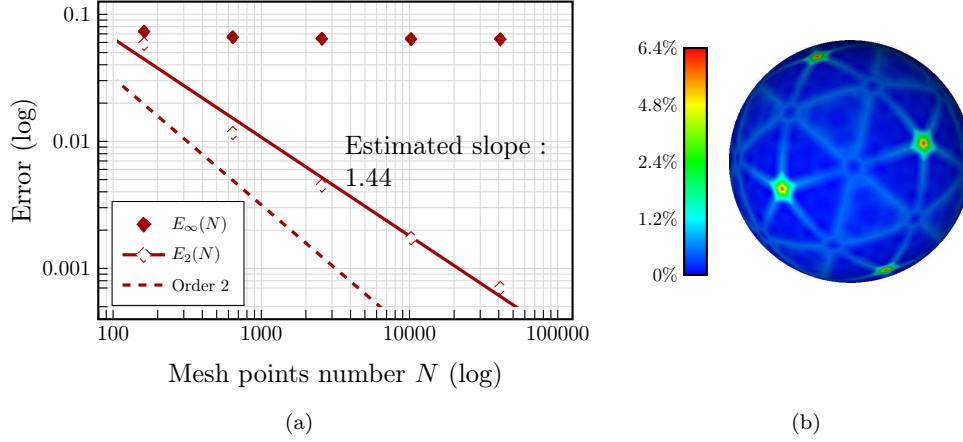 0.1
0.01
0.001
Error (log)
Estimated slope :
1.44
E∞(N)
E2(N)
Order 2
100
1000
10000
100000
Mesh points number N (log)
(a)
6.4%
4.8%
2.4%
1.2%
0%
(b)